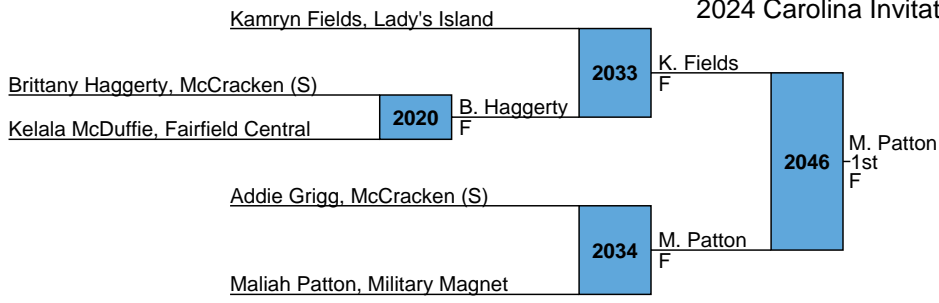 2024 Carolina Invitat
Kamryn Fields, Lady's Island
2033
K. Fields
F
Brittany Haggerty, McCracken (S)
2020
B. Haggerty
F
Kelala McDuffie, Fairfield Central
2046
M. Patton
1st
F
Addie Grigg, McCracken (S)
2034
M. Patton
F
Maliah Patton, Military Magnet